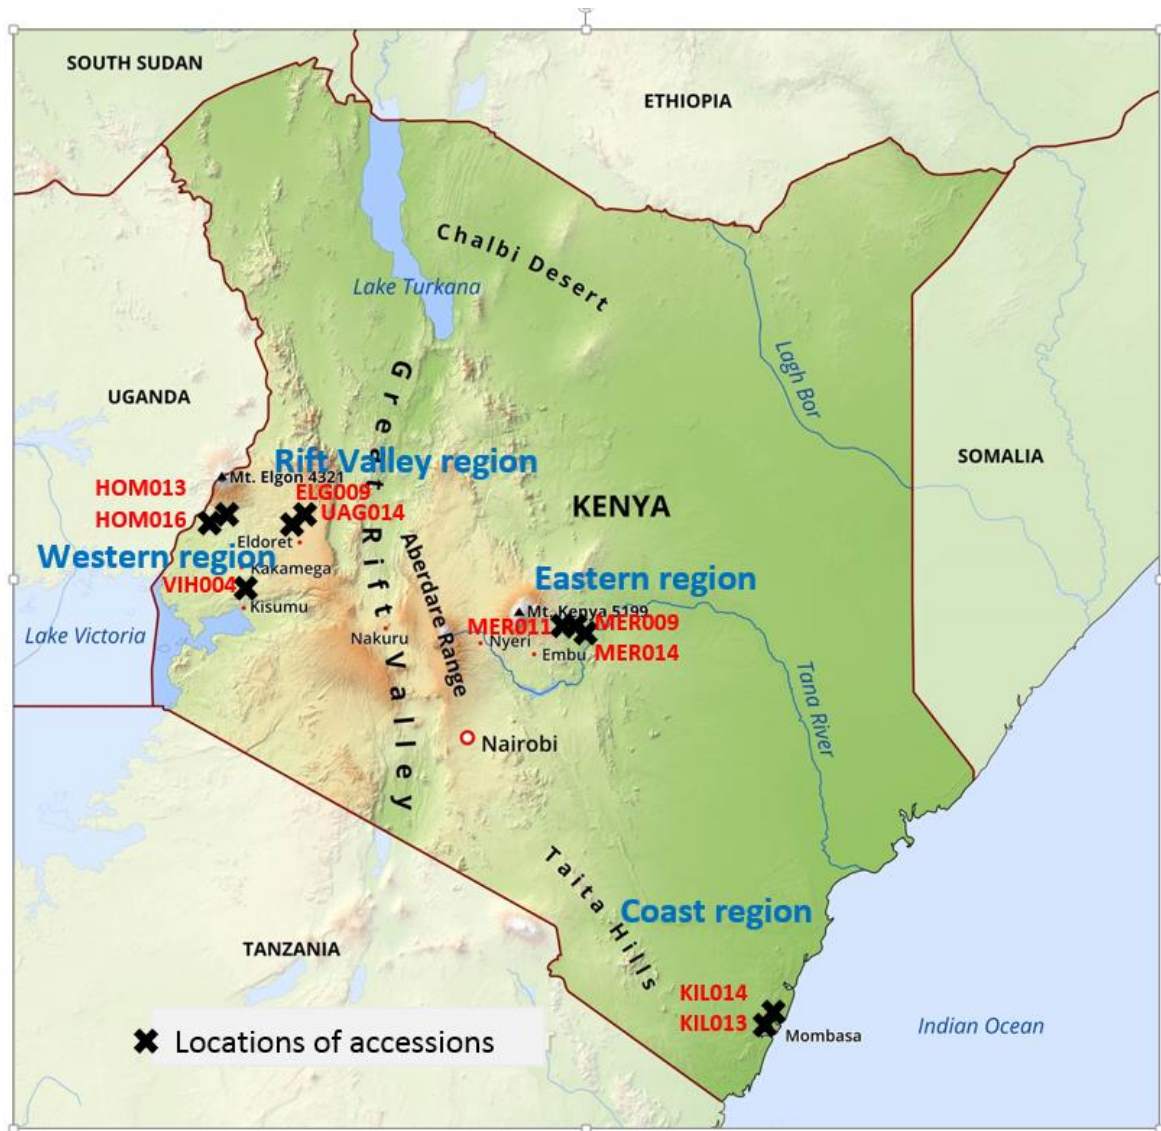 SOUTH SUDAN
ETHIOPIA
Chalbi Desert
Lake Turkana
Lagh Bor
UGANDA
SOMALIA
Great Rift Valley
Rift Valley region
Mt. Elgon 4321
HOM013
ELG009
HOM016
UAG014
KENYA
Eldoret
Western region
Kakamega
VIH004
Kisumu
Aberdare Range
Eastern region
Mt. Kenya 5199
MER011
MER009
Lake Victoria
Nakuru
Nyeri
Embu
MER014
Tana River
Nairobi
Taita Hills
Coast region
TANZANIA
KIL014
KIL013
Mombasa
Indian Ocean
Locations of accessions